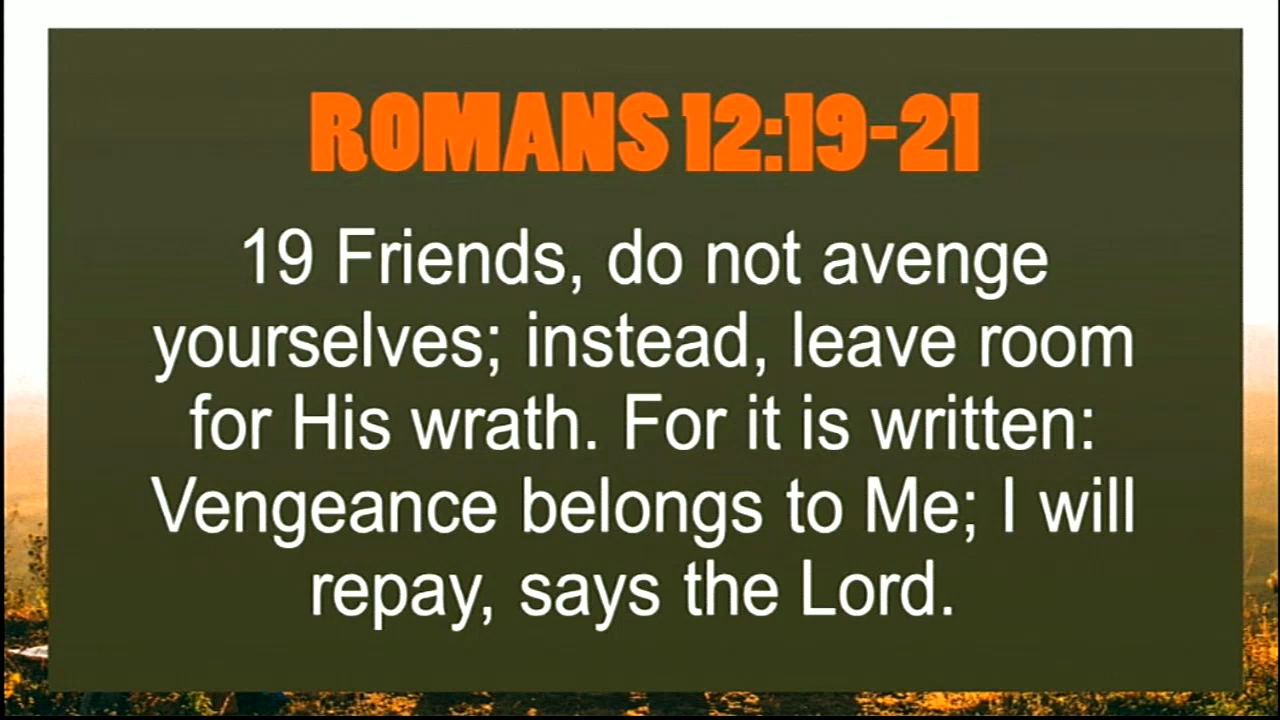 ROMANS 12:19-21
19 Friends, do not avenge
yourselves; instead, leave room
for His wrath. For it is written:
Vengeance belongs to Me; I will
repay, says the Lord.